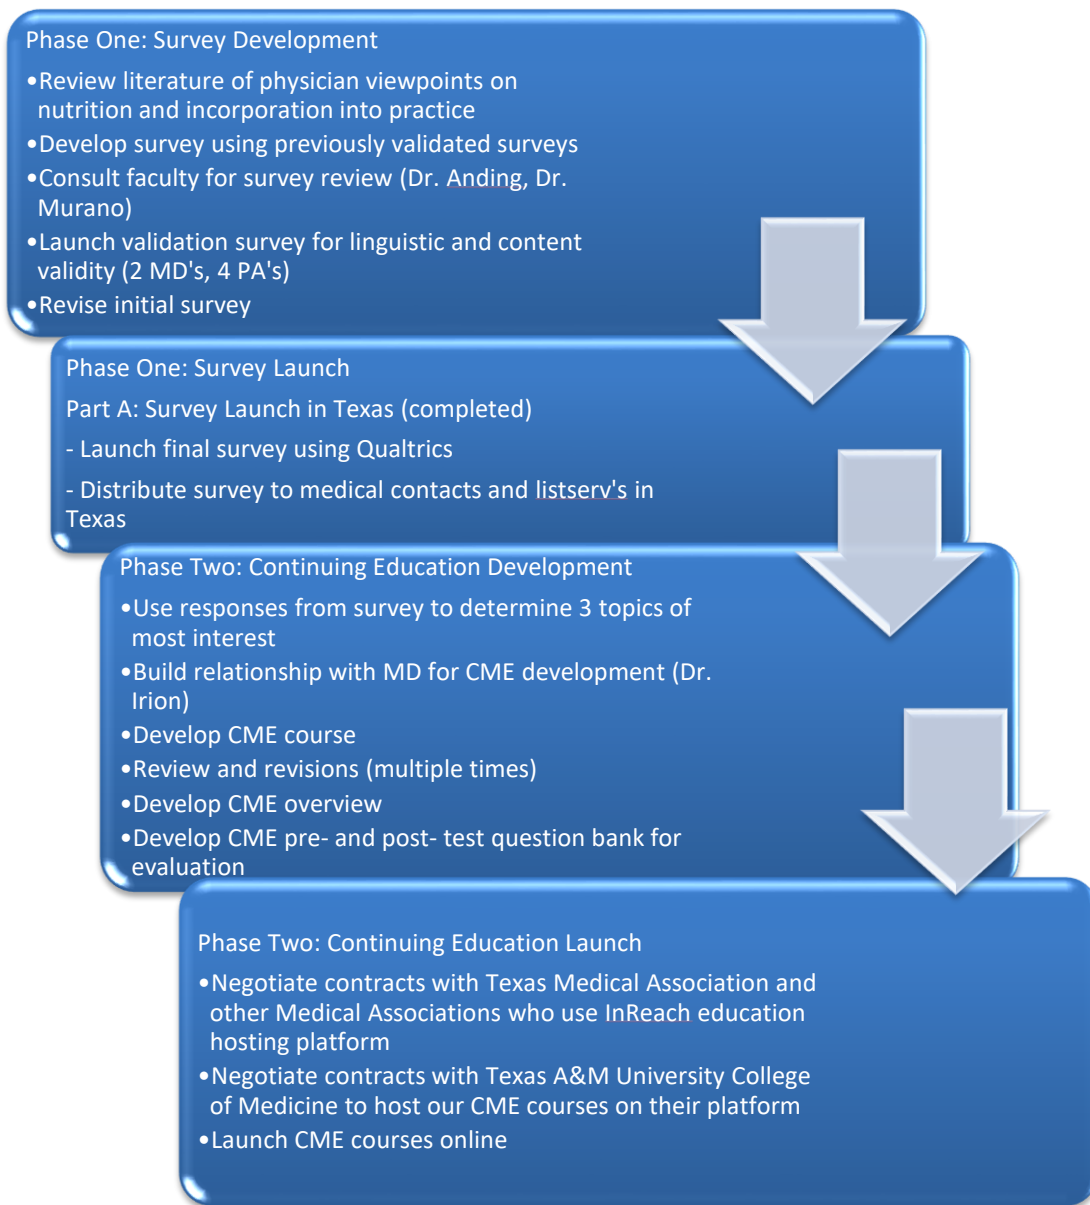 Phase One: Survey Development
•Review literature of physician viewpoints on
nutrition and incorporation into practice
•Develop survey using previously validated surveys
•Consult faculty for survey review (Dr. Anding, Dr.
Murano)
•Launch validation survey for linguistic and content
validity (2 MD's, 4 PA's)
•Revise initial survey
Phase One: Survey Launch
Part A: Survey Launch in Texas (completed)
- Launch final survey using Qualtrics
- Distribute survey to medical contacts and listserv's in
Texas
Phase Two: Continuing Education Development
•Use responses from survey to determine 3 topics of
most interest
•Build relationship with MD for CME development (Dr.
Irion)
•Develop CME course
•Review and revisions (multiple times)
•Develop CME overview
•Develop CME pre- and post- test question bank for
evaluation
Phase Two: Continuing Education Launch
•Negotiate contracts with Texas Medical Association and
other Medical Associations who use InReach education
hosting platform
•Negotiate contracts with Texas A&M University College
of Medicine to host our CME courses on their platform
•Launch CME courses online